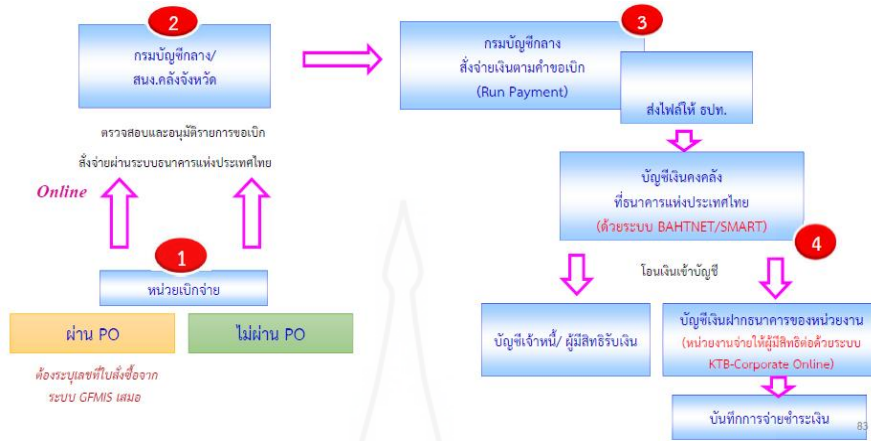 2
กรมบัญชีกลาง/
สนง.คลังจังหวัด
ตรวจสอบและอนุมัติรายการขอเบิก
สั่งจ่ายผ่านระบบธนาคารแห่งประเทศไทย
Online
1
หน่วยเบิกจ่าย
ผ่าน PO
ไม่ผ่าน PO
ต้องระบุเลขที่ใบสั่งซื้อจาก
ระบบ GFMIS เสมอ
3
กรมบัญชีกลาง
สั่งจ่ายเงินตามคำขอเบิก
(Run Payment)
ส่งไฟล์ให้ ธปท.
บัญชีเงินคงคลัง
ที่ธนาคารแห่งประเทศไทย
(ด้วยระบบ BAHTNET/SMART)
4
โอนเงินเข้าบัญชี
บัญชีเจ้าหนี้/ ผู้มีสิทธิรับเงิน
บัญชีเงินฝากธนาคารของหน่วยงาน
(หน่วยงานจ่ายให้ผู้มีสิทธิต่อด้วยระบบ
KTB-Corporate Online)
บันทึกการจ่ายชำระเงิน
83